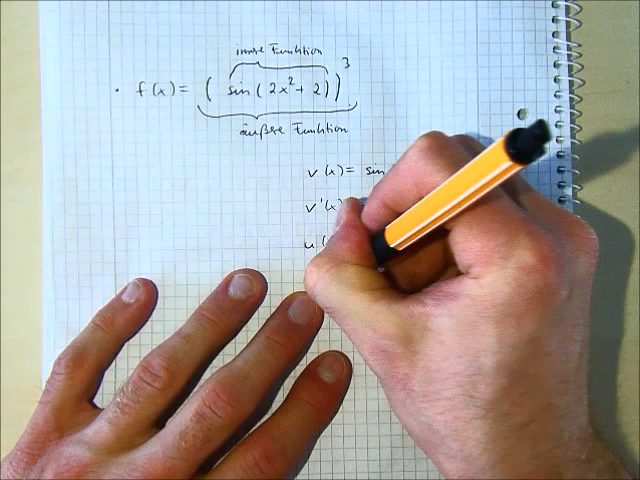 innere Funktion
· f(x) = ( sin(2x²+2) )³
äußere Funktion
v(x) = sin
v'(x)
u(